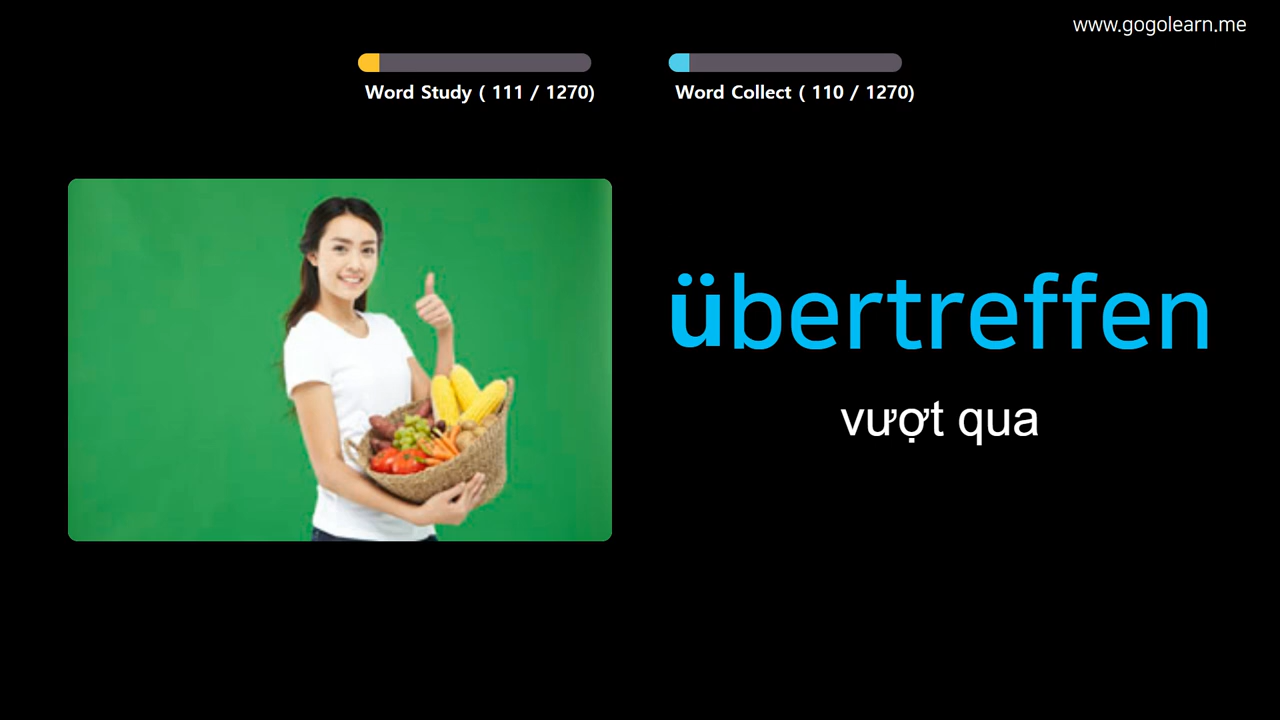 www.gogolearn.me
Word Study ( 111 / 1270)
Word Collect ( 110 / 1270)
übertreffen
vượt qua